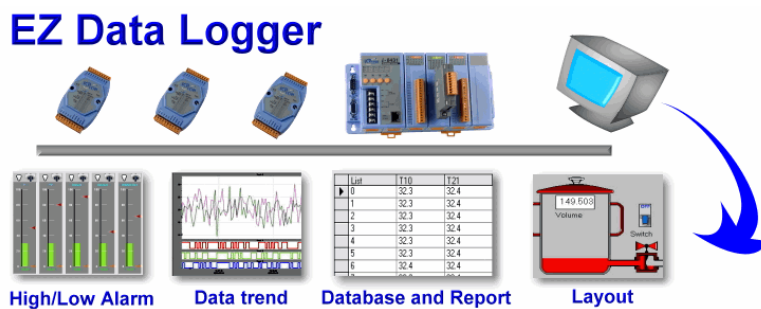 EZ Data Logger
List T10 T21
0 32.3 32.4
1 32.3 32.4
2 32.3 32.4
3 32.3 32.4
4 32.3 32.4
5 32.3 32.4
6 32.4 32.4
149.503
Volume
OFF
Switch
High/Low Alarm
Data trend
Database and Report
Layout